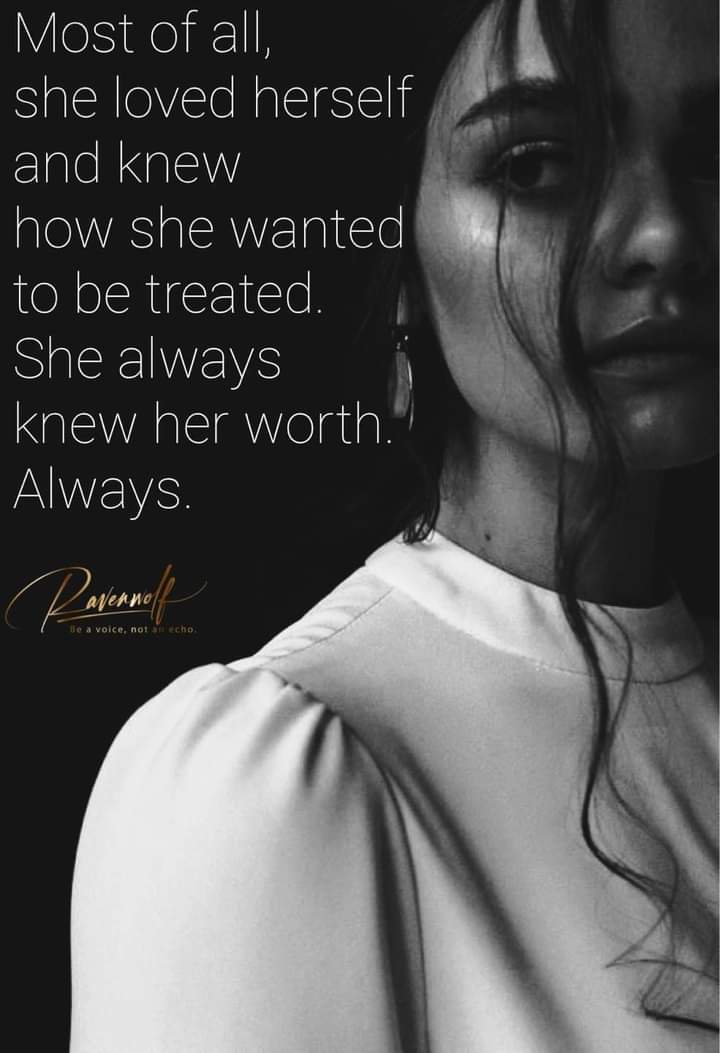 Most of all,
she loved herself
and knew
how she wanted
to be treated.
She always
knew her worth.
Always.
Ravenwolf
Be a voice, not an echo.